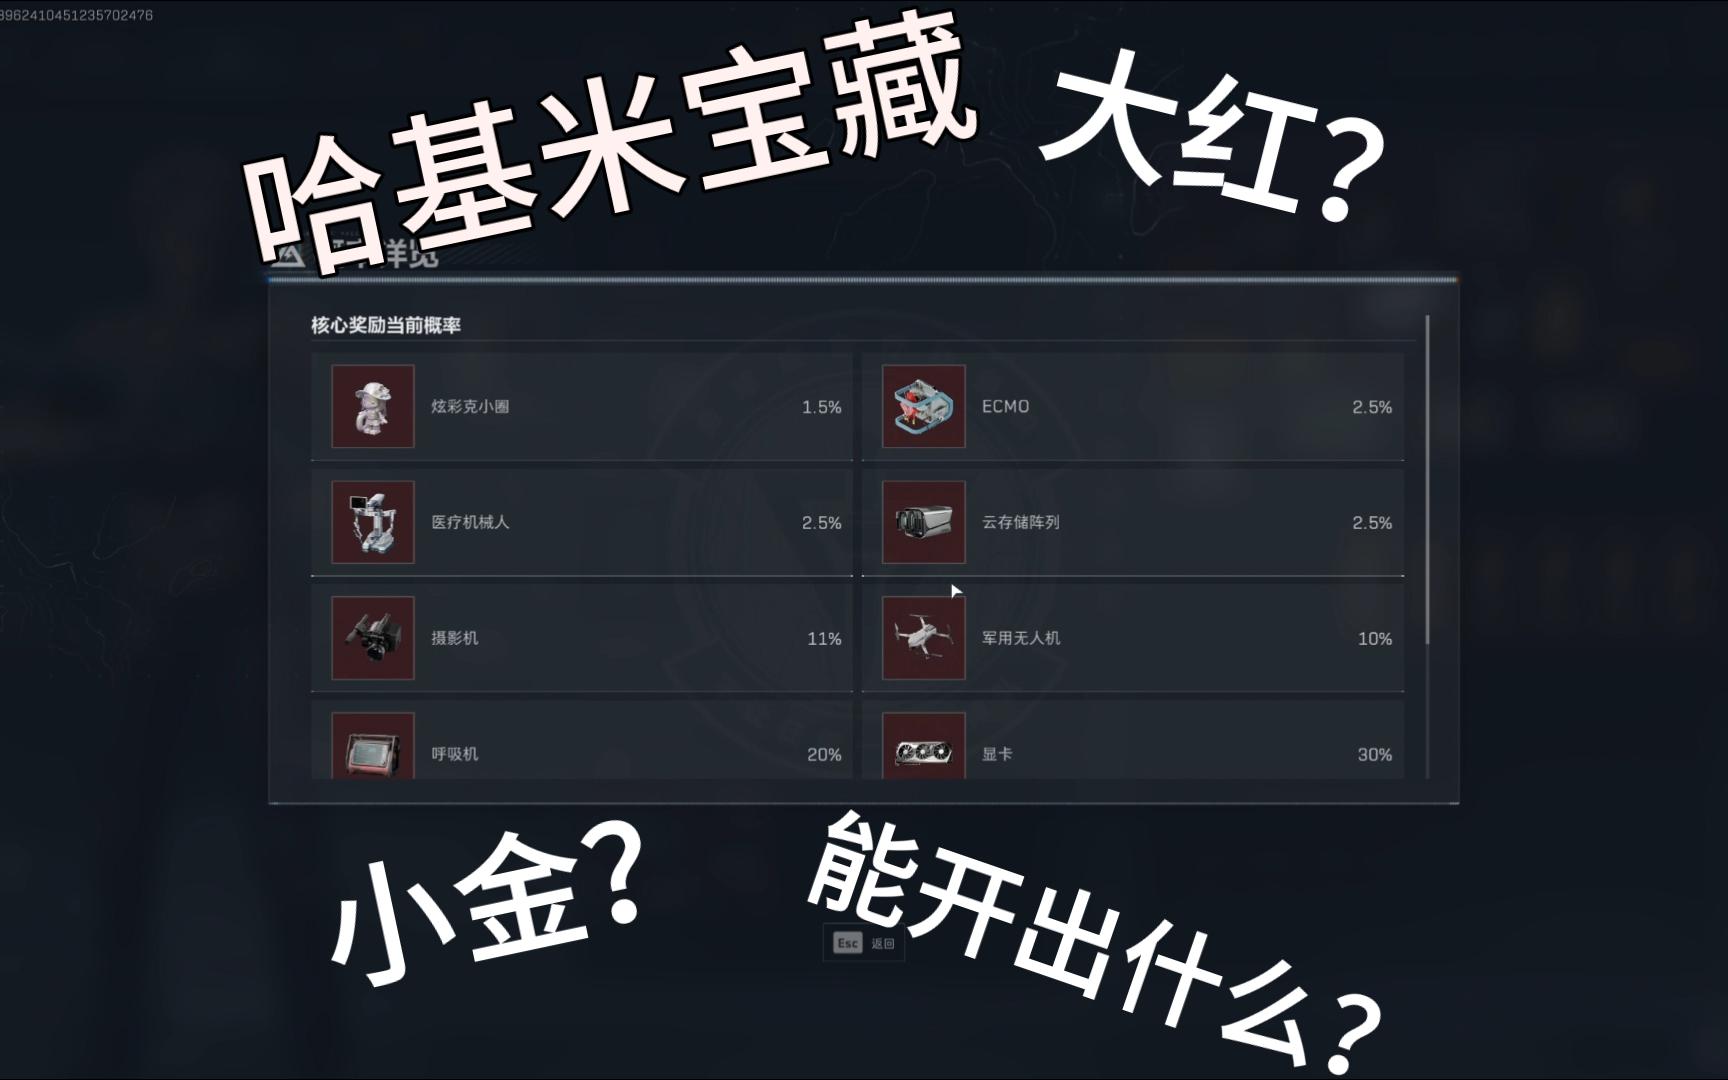 8962410451235702476
哈基米宝藏
大红?
详览
核心奖励当前概率
炫彩克小圈 1.5%
ECMO 2.5%
医疗机械人 2.5%
云存储阵列 2.5%
摄影机 11%
军用无人机 10%
呼吸机 20%
显卡 30%
小金?
能开出什么?
Esc 返回